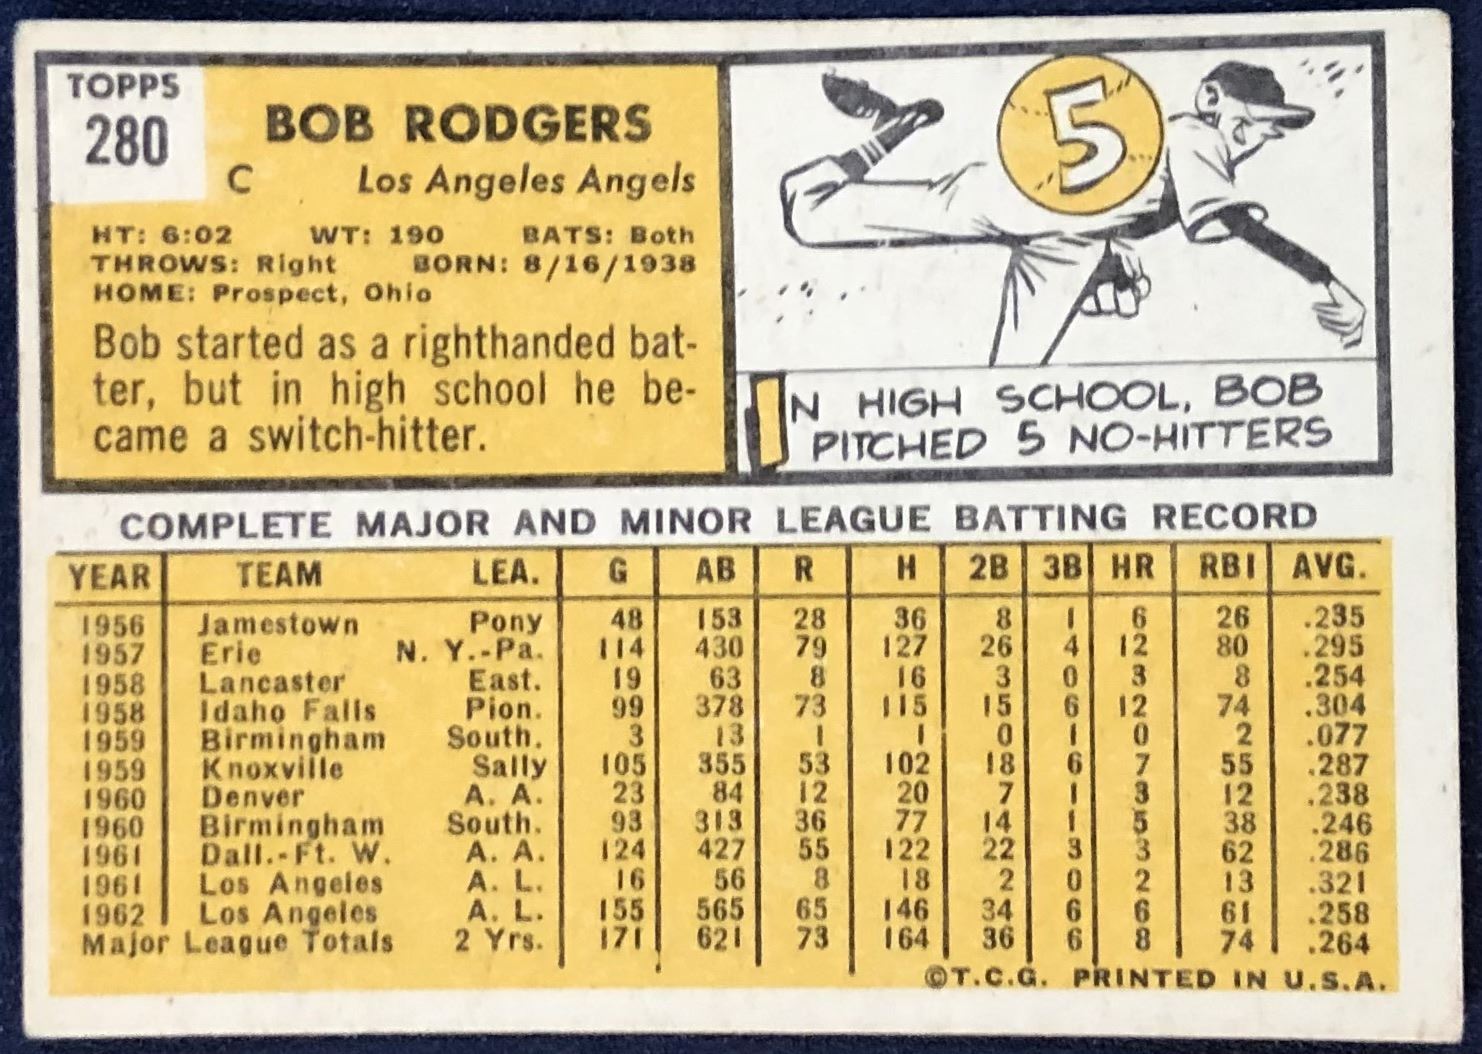 TOPPS
280
BOB RODGERS
C Los Angeles Angels
HT: 6:02 WT: 190 BATS: Both
THROWS: Right BORN: 8/16/1938
HOME: Prospect, Ohio
Bob started as a righthanded bat-
ter, but in high school he be-
came a switch-hitter.
5
IN HIGH SCHOOL, BOB
PITCHED 5 NO-HITTERS
COMPLETE MAJOR AND MINOR LEAGUE BATTING RECORD
YEAR TEAM LEA. G AB R H 2B 3B HR RBI AVG.
1956 Jamestown Pony 48 153 28 36 8 1 6 26 .235
1957 Erie N. Y.-Pa. 114 430 79 127 26 4 12 80 .295
1958 Lancaster East. 19 63 8 16 3 0 3 8 .254
1958 Idaho Falls Pion. 99 378 73 115 15 6 12 74 .304
1959 Birmingham South. 3 13 1 1 0 1 0 2 .077
1959 Knoxville Sally 105 355 53 102 18 6 7 55 .287
1960 Denver A. A. 23 84 12 20 7 1 3 12 .238
1960 Birmingham South. 93 313 36 77 14 1 5 38 .246
1961 Dall.-Ft. W. A. A. 124 427 55 122 22 3 3 62 .286
1961 Los Angeles A. L. 16 56 8 18 2 0 2 13 .321
1962 Los Angeles A. L. 155 565 65 146 34 6 6 61 .258
Major League Totals 2 Yrs. 171 621 73 164 36 6 8 74 .264
©T.C.G. PRINTED IN U.S.A.